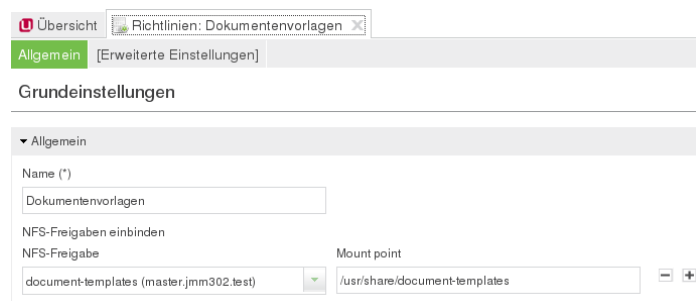 Übersicht Richtlinien: Dokumentenvorlagen
Allgemein [Erweiterte Einstellungen]
Grundeinstellungen
Allgemein
Name (*)
Dokumentenvorlagen
NFS-Freigaben einbinden
NFS-Freigabe Mount point
document-templates (master.jmm302.test) /usr/share/document-templates